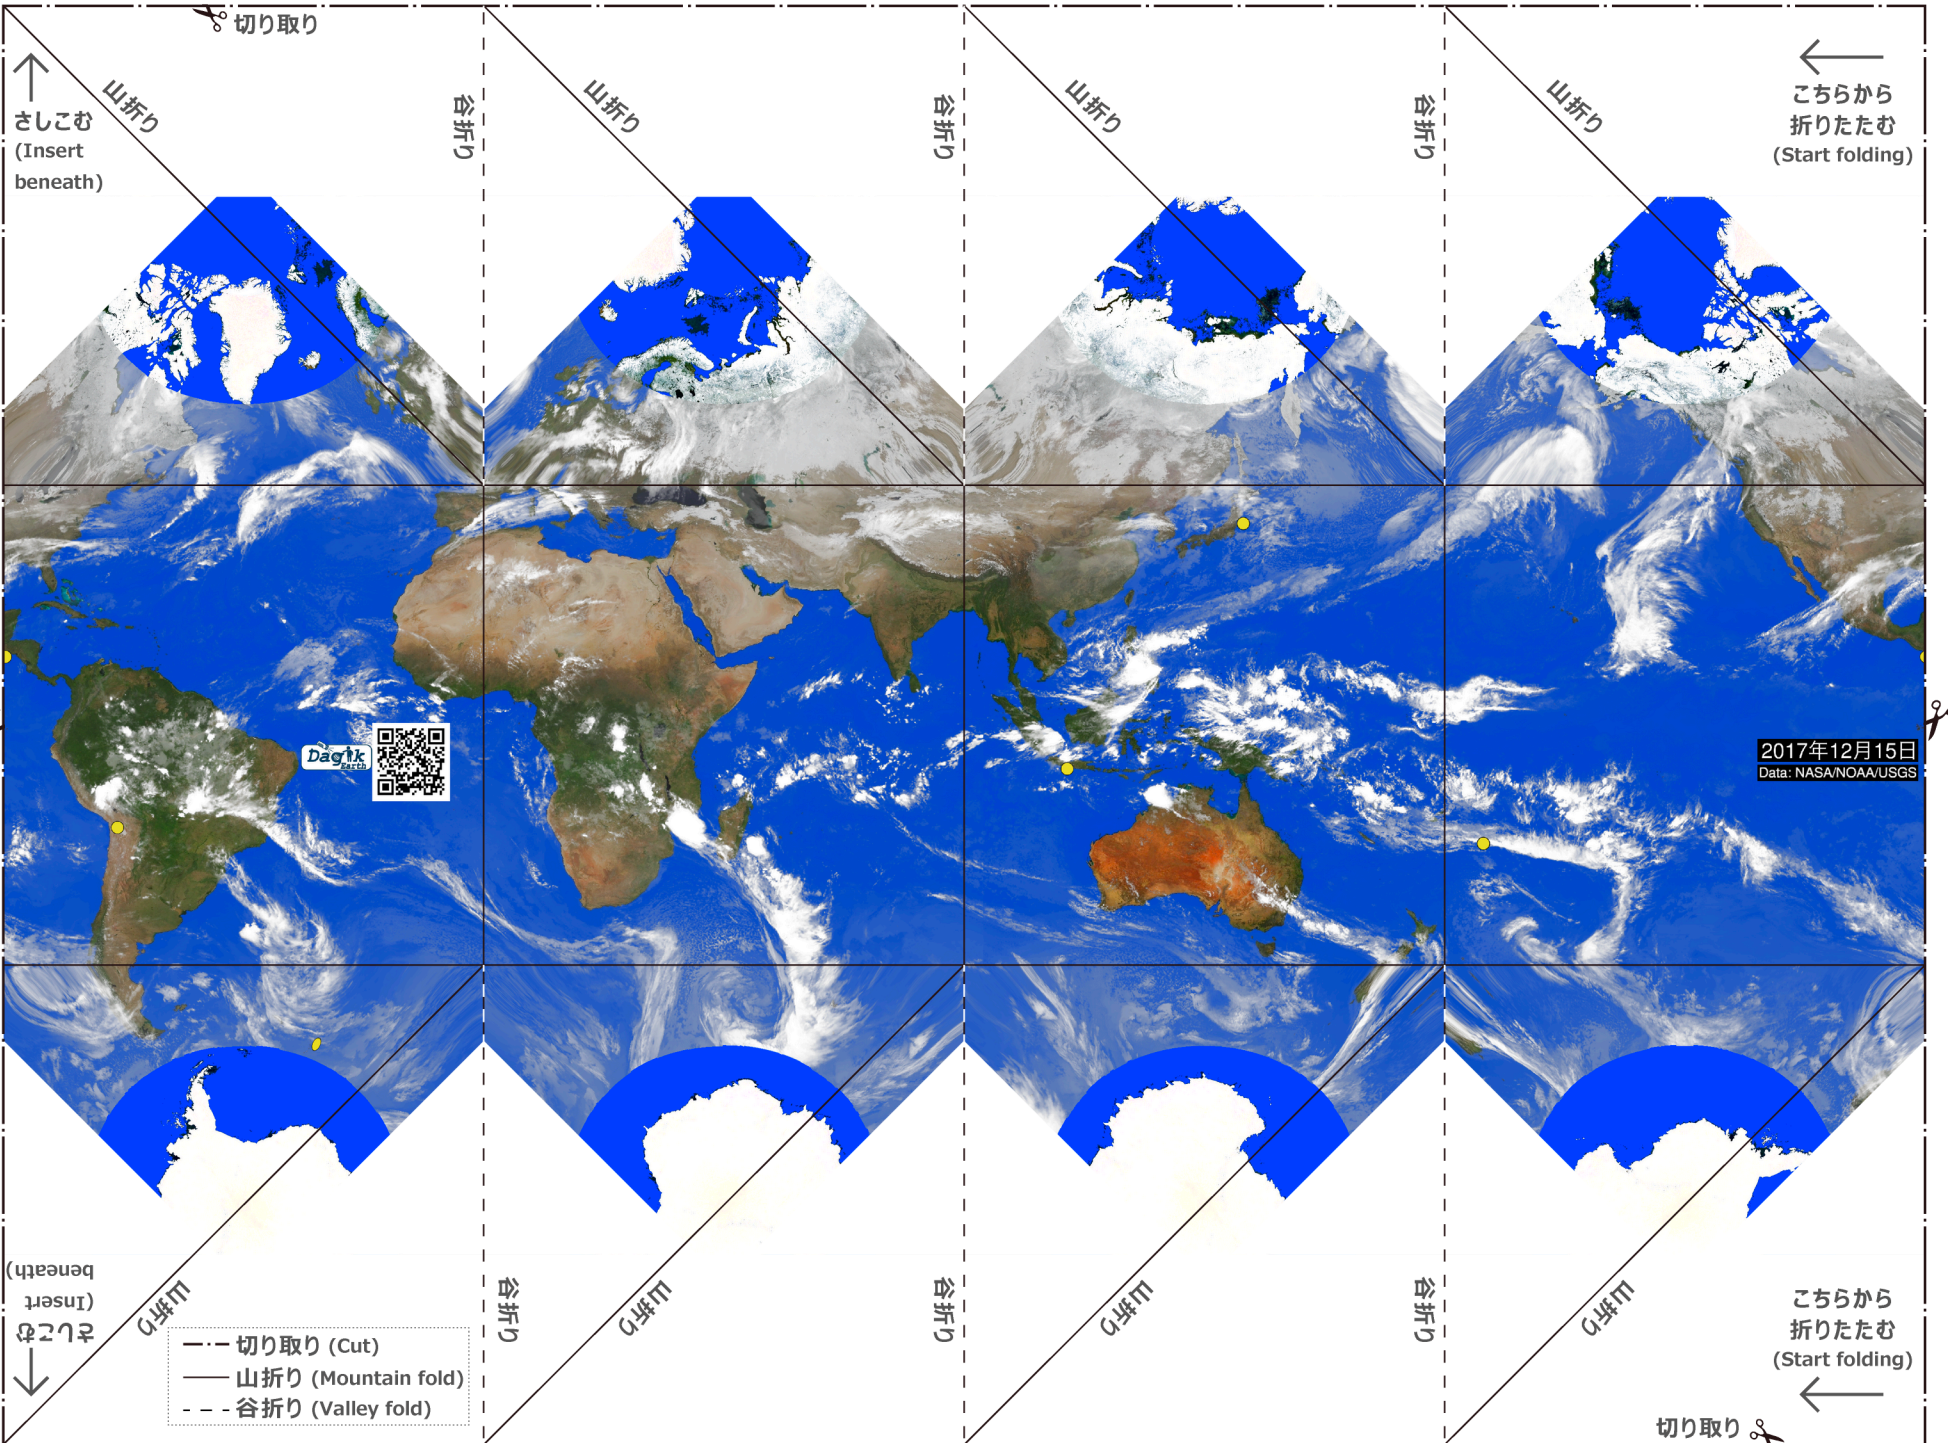 切り取り
さしこむ
(Insert
beneath)
山折り
谷折り
山折り
谷折り
山折り
谷折り
山折り
こちらから
折りたたむ
(Start folding)
Dagik
Earth
2017年12月15日
Data: NASA/NOAA/USGS
さしこむ
(Insert
beneath)
山折り
谷折り
山折り
谷折り
山折り
谷折り
山折り
こちらから
折りたたむ
(Start folding)
切り取り (Cut)
山折り (Mountain fold)
谷折り (Valley fold)
切り取り